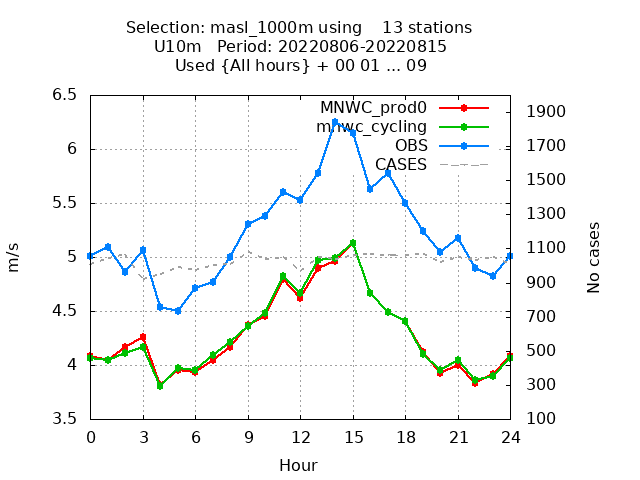 Selection: masl_1000m using    13 stations
U10m   Period: 20220806-20220815
Used {All hours} + 00 01 ... 09
MNWC_prod0
mnwc_cycling
OBS
CASES
6.5
6
5.5
5
4.5
4
3.5
m/s
1900
1700
1500
1300
1100
900
700
500
300
100
No cases
0 3 6 9 12 15 18 21 24
Hour